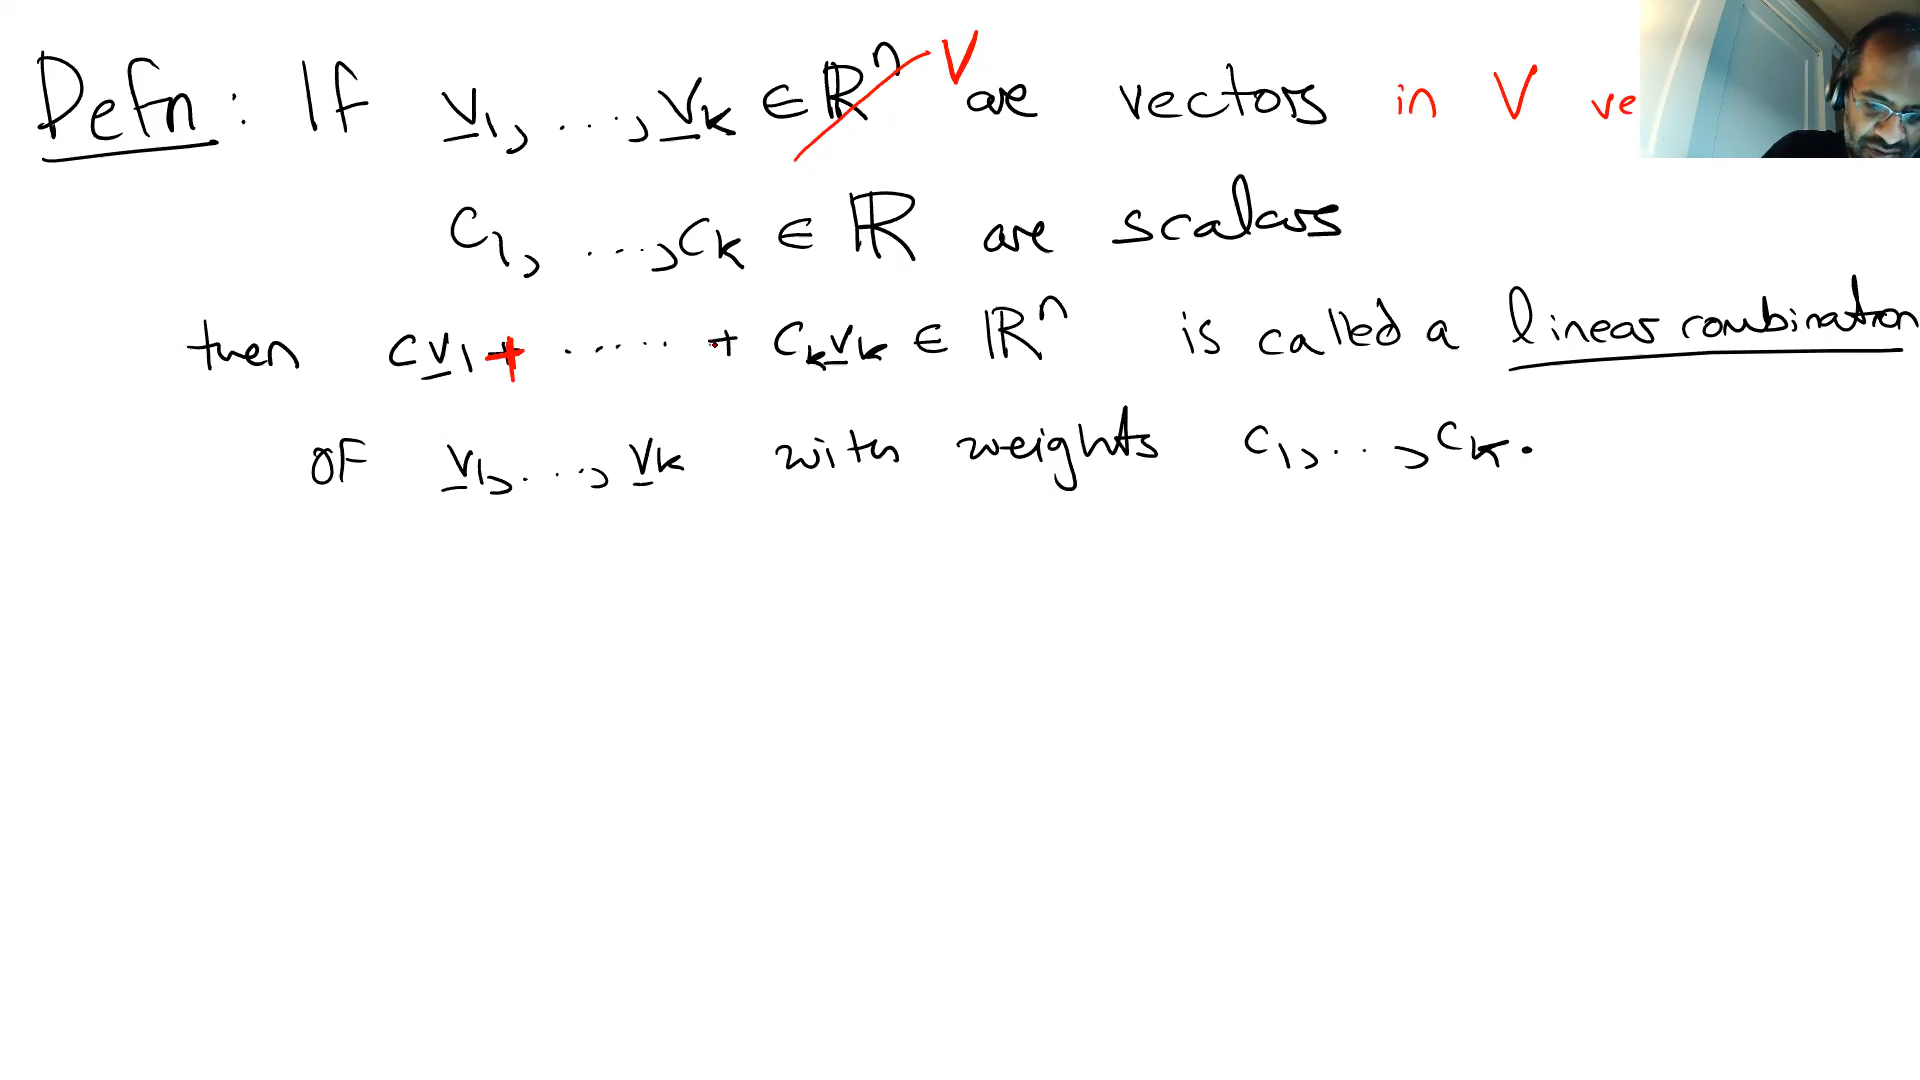 Defn: If v1, ..., vk ∈ ℝⁿ V are vectors in V ve
c1, ..., ck ∈ ℝ are scalars
then cv1 + ..... + ckvk ∈ ℝⁿ is called a linear combination
of v1, ..., vk with weights c1, ..., ck.